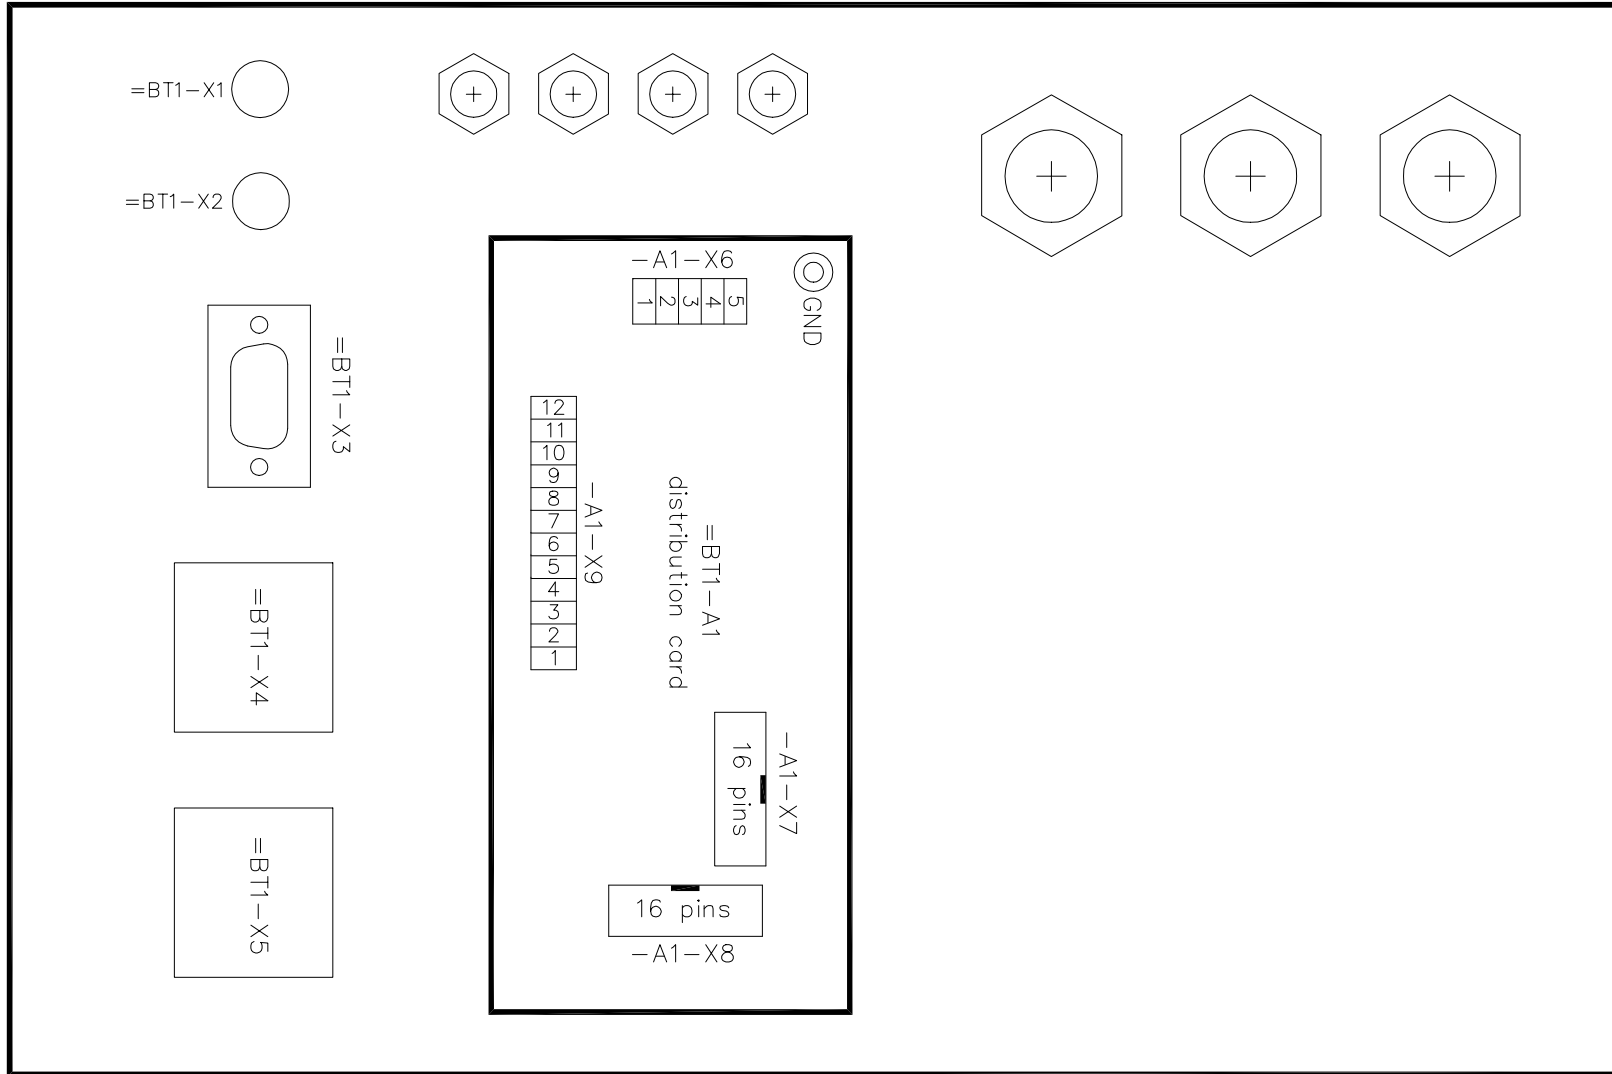 =BT1-X1
=BT1-X2
-A1-X6
1 2 3 4 5
GND
=BT1-X3
12
11
10
9
8
7
6
5
4
3
2
1
-A1-X9
=BT1-A1
distribution card
=BT1-X4
16 pins
-A1-X7
=BT1-X5
16 pins
-A1-X8